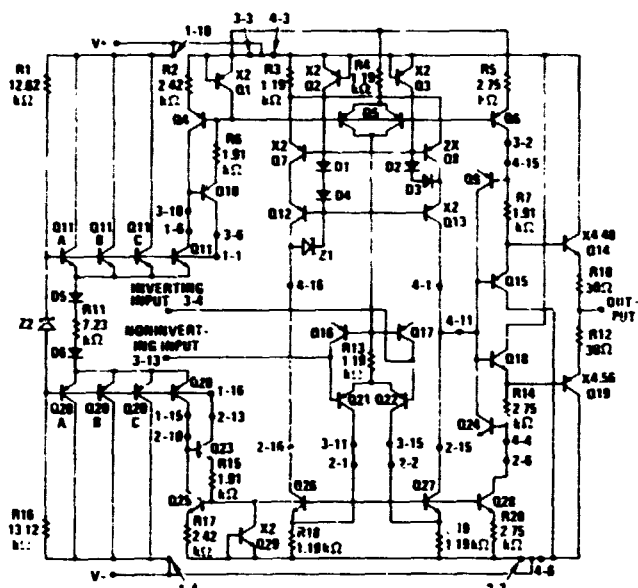 V-
1-10
3-3
4-3
R1
12.62
kΩ
R2
2.42
kΩ
X2
Q1
R3
1.19
kΩ
X2
Q2
R4
1.19
kΩ
X2
Q3
R5
2.75
kΩ
Q4
Q5
Q6
R6
1.91
kΩ
X2
Q7
D1
D2
2X
Q8
3-2
4-15
Q10
D4
D3
Q9
R7
1.91
kΩ
3-10
1-6
3-6
1-1
Q12
X2
Q13
X4.40
Q14
Q11
A
Q11
B
Q11
C
Q11
Z1
INVERTING
INPUT 3-4
4-16
4-1
Q15
R10
30Ω
D5
R11
7.23
kΩ
Z2
D6
NONINVERT-
ING INPUT
3-13
Q16
Q17
4-11
OUT-
PUT
R13
1.19
kΩ
Q18
R12
30Ω
Q20
A
Q20
B
Q20
C
Q20
1-16
2-13
1-15
2-10
Q21
Q22
R14
2.75
kΩ
X4.56
Q19
Q23
Q24
3-11
2-1
3-15
2-2
2-16
2-15
4-4
2-6
R15
1.91
kΩ
Q25
Q26
Q27
Q28
R16
13.12
kΩ
R17
2.42
kΩ
X2
Q29
R18
1.19kΩ
1.19kΩ
R20
2.75
kΩ
V-
4-6